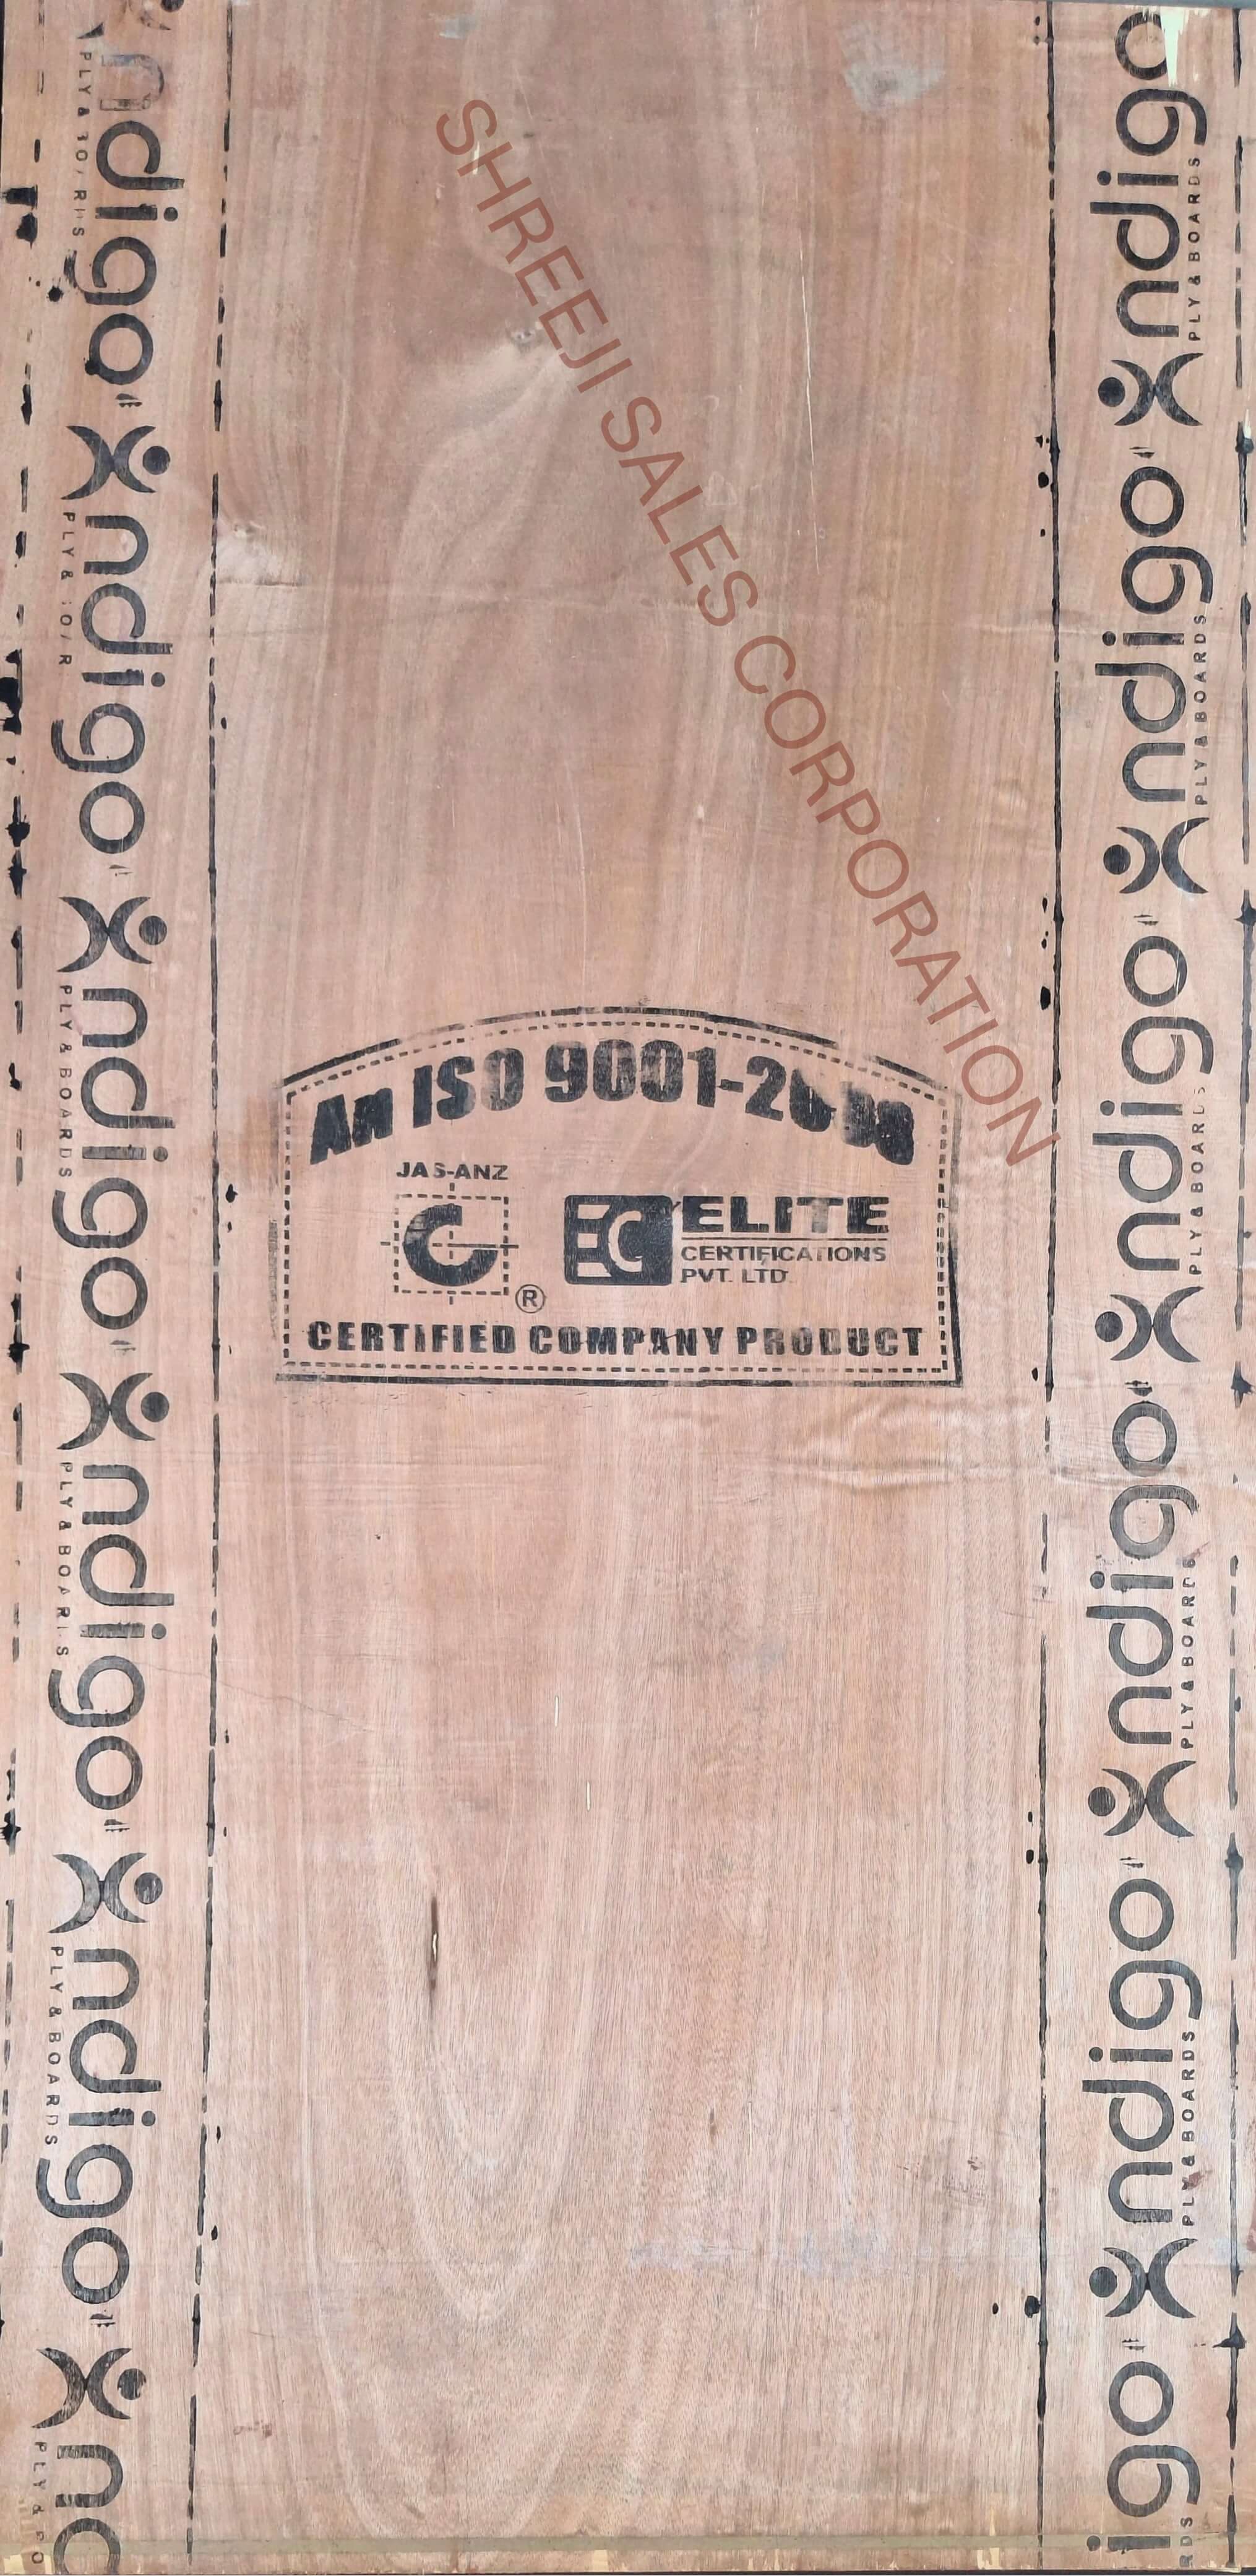 indigo
PLY & BOARDS
indigo
PLY & BOARDS
indigo
PLY & BOARDS
indigo
PLY & BOARDS
indigo
PLY & BOARDS
SHREEJI SALES CORPORATION
An ISO 9001-2008
JAS-ANZ
®
EC ELITE
CERTIFICATIONS
PVT. LTD.
CERTIFIED COMPANY PRODUCT
indigo
PLY & BOARDS
indigo
PLY & BOARDS
indigo
PLY & BOARDS
indigo
PLY & BOARDS
indigo
PLY & BOARDS
igo